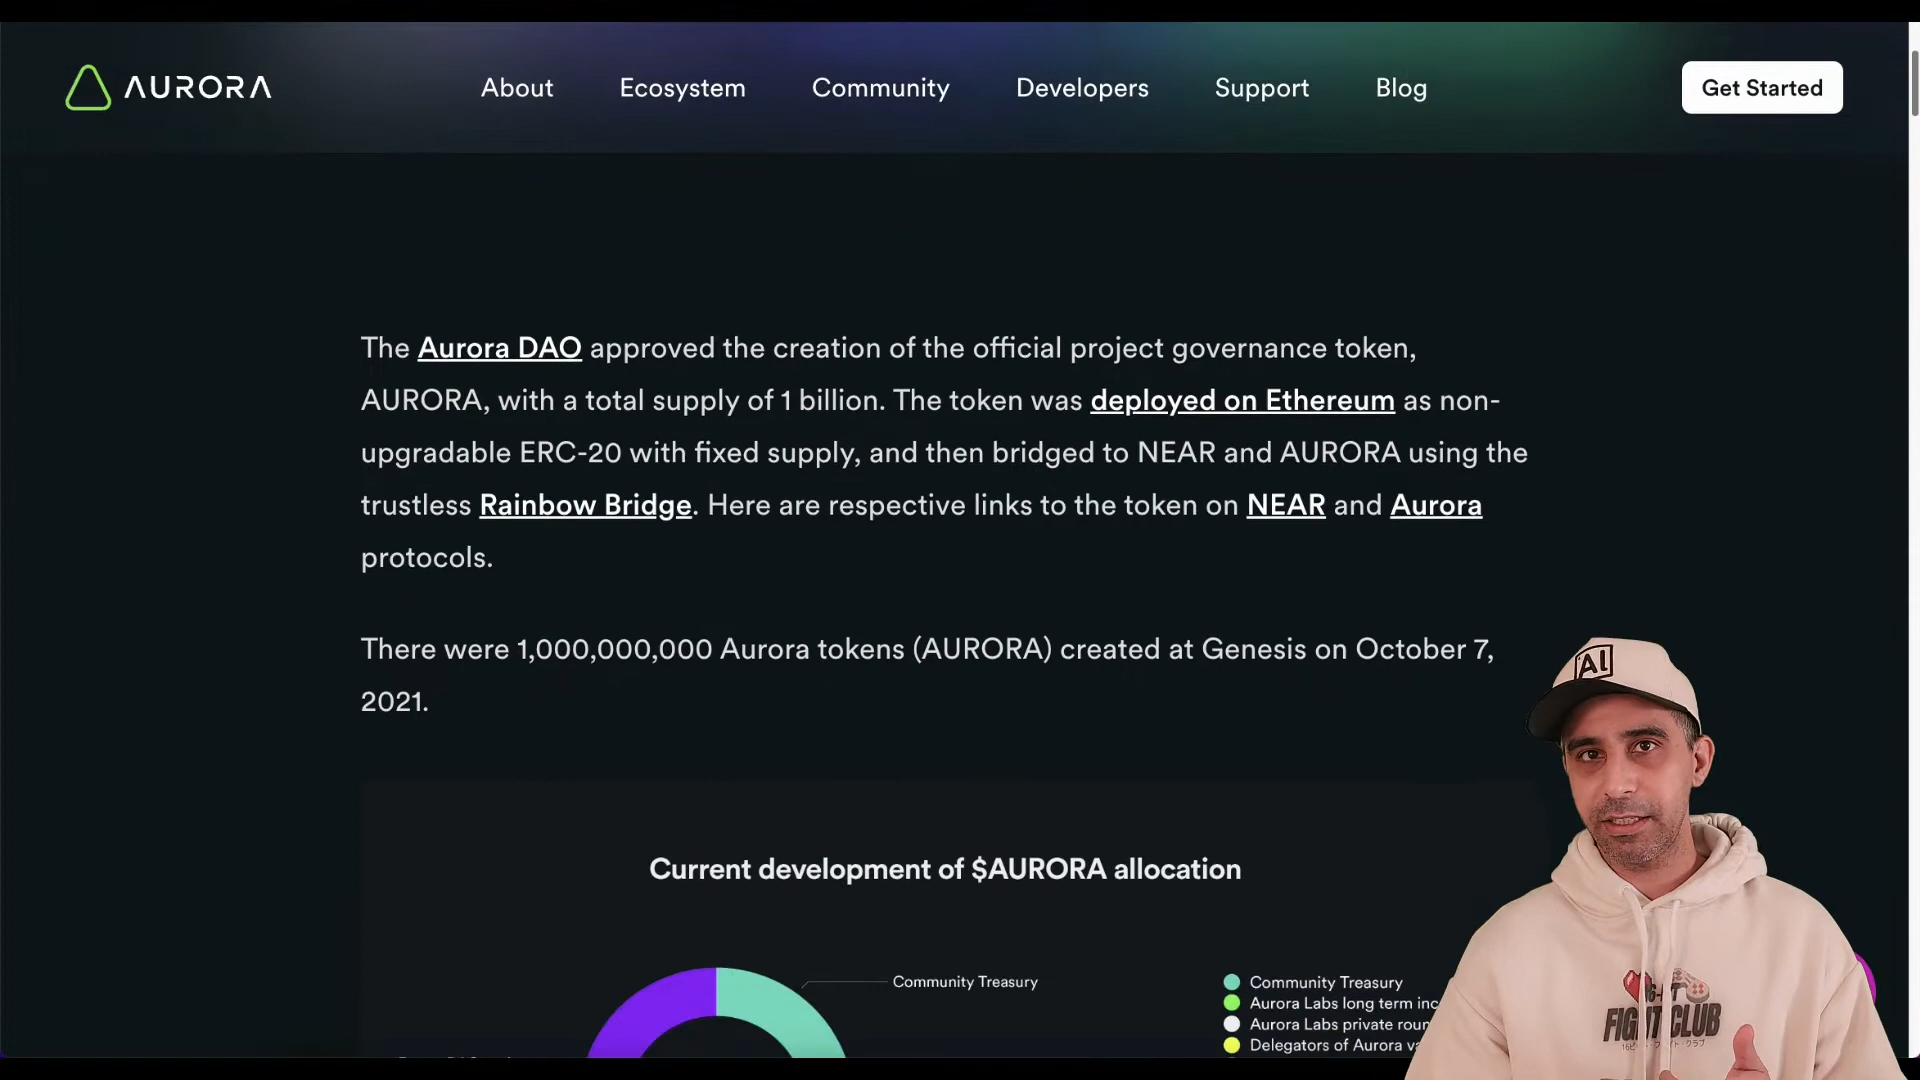 AURORA
About
Ecosystem
Community
Developers
Support
Blog
Get Started
The Aurora DAO approved the creation of the official project governance token,
AURORA, with a total supply of 1 billion. The token was deployed on Ethereum as non-
upgradable ERC-20 with fixed supply, and then bridged to NEAR and AURORA using the
trustless Rainbow Bridge. Here are respective links to the token on NEAR and Aurora
protocols.
There were 1,000,000,000 Aurora tokens (AURORA) created at Genesis on October 7,
2021.
Current development of $AURORA allocation
Community Treasury
Community Treasury
Aurora Labs long term inc
Aurora Labs private roun
Delegators of Aurora va
AI
FIGHT CLUB